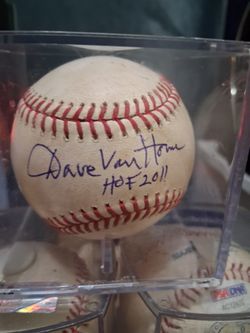 Dave Van Horne
HOF 2011